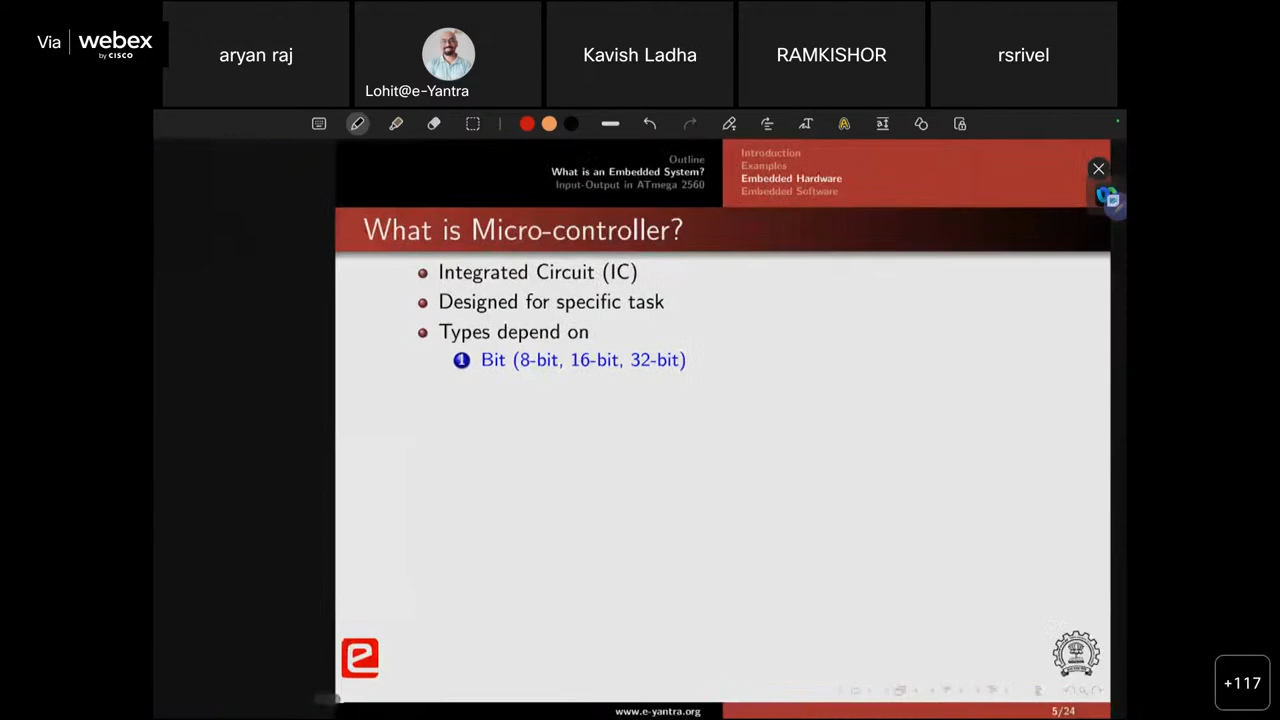 Via webex
by CISCO
aryan raj
Lohit@e-Yantra
Kavish Ladha
RAMKISHOR
rsrivel
Outline
What is an Embedded System?
Input-Output in ATmega 2560
Introduction
Examples
Embedded Hardware
Embedded Software
What is Micro-controller?
Integrated Circuit (IC)
Designed for specific task
Types depend on
1 Bit (8-bit, 16-bit, 32-bit)
www.e-yantra.org
5/24
+117